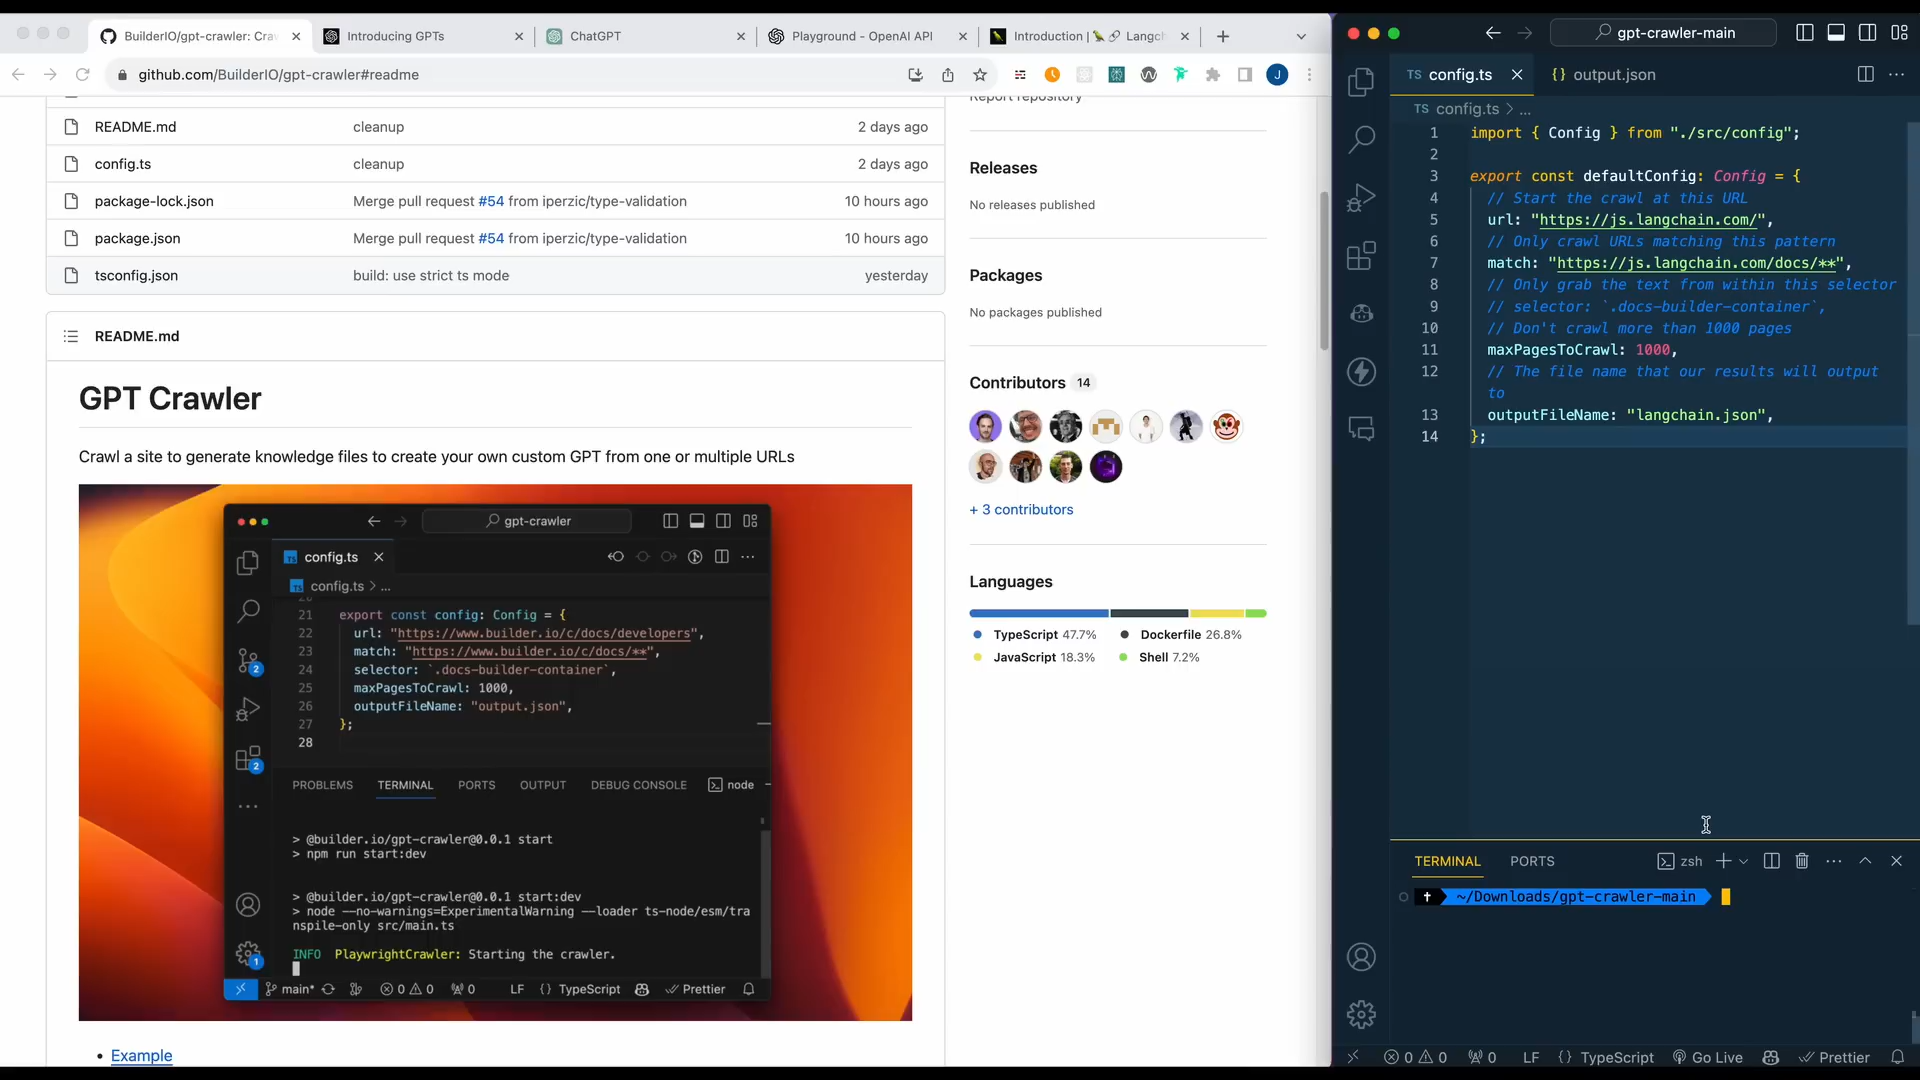 BuilderIO/gpt-crawler: Cra
Introducing GPTs
ChatGPT
Playground - OpenAI API
Introduction | 🦜️🔗 Langch
github.com/BuilderIO/gpt-crawler#readme
J
README.md
cleanup
2 days ago
config.ts
cleanup
2 days ago
package-lock.json
Merge pull request #54 from iperzic/type-validation
10 hours ago
package.json
Merge pull request #54 from iperzic/type-validation
10 hours ago
tsconfig.json
build: use strict ts mode
yesterday
README.md
GPT Crawler
Crawl a site to generate knowledge files to create your own custom GPT from one or multiple URLs
gpt-crawler
config.ts
config.ts > ...
21 export const config: Config = {
22 url: "https://www.builder.io/c/docs/developers",
23 match: "https://www.builder.io/c/docs/**",
24 selector: `.docs-builder-container`,
25 maxPagesToCrawl: 1000,
26 outputFileName: "output.json",
27 };
28
2
2
1
PROBLEMS TERMINAL PORTS OUTPUT DEBUG CONSOLE node
> @builder.io/gpt-crawler@0.0.1 start
> npm run start:dev
> @builder.io/gpt-crawler@0.0.1 start:dev
> node --no-warnings=ExperimentalWarning --loader ts-node/esm/tra
nspile-only src/main.ts
INFO PlaywrightCrawler: Starting the crawler.
main* 0 0 0 LF {} TypeScript Prettier
Example
Report repository
Releases
No releases published
Packages
No packages published
Contributors 14
+ 3 contributors
Languages
TypeScript 47.7% Dockerfile 26.8%
JavaScript 18.3% Shell 7.2%
gpt-crawler-main
TS config.ts
{} output.json
TS config.ts > ...
1 import { Config } from "./src/config";
2
3 export const defaultConfig: Config = {
4 // Start the crawl at this URL
5 url: "https://js.langchain.com/",
6 // Only crawl URLs matching this pattern
7 match: "https://js.langchain.com/docs/**",
8 // Only grab the text from within this selector
9 // selector: `.docs-builder-container`,
10 // Don't crawl more than 1000 pages
11 maxPagesToCrawl: 1000,
12 // The file name that our results will output
to
13 outputFileName: "langchain.json",
14 };
TERMINAL PORTS zsh
~/Downloads/gpt-crawler-main
0 0 0 LF {} TypeScript Go Live Prettier